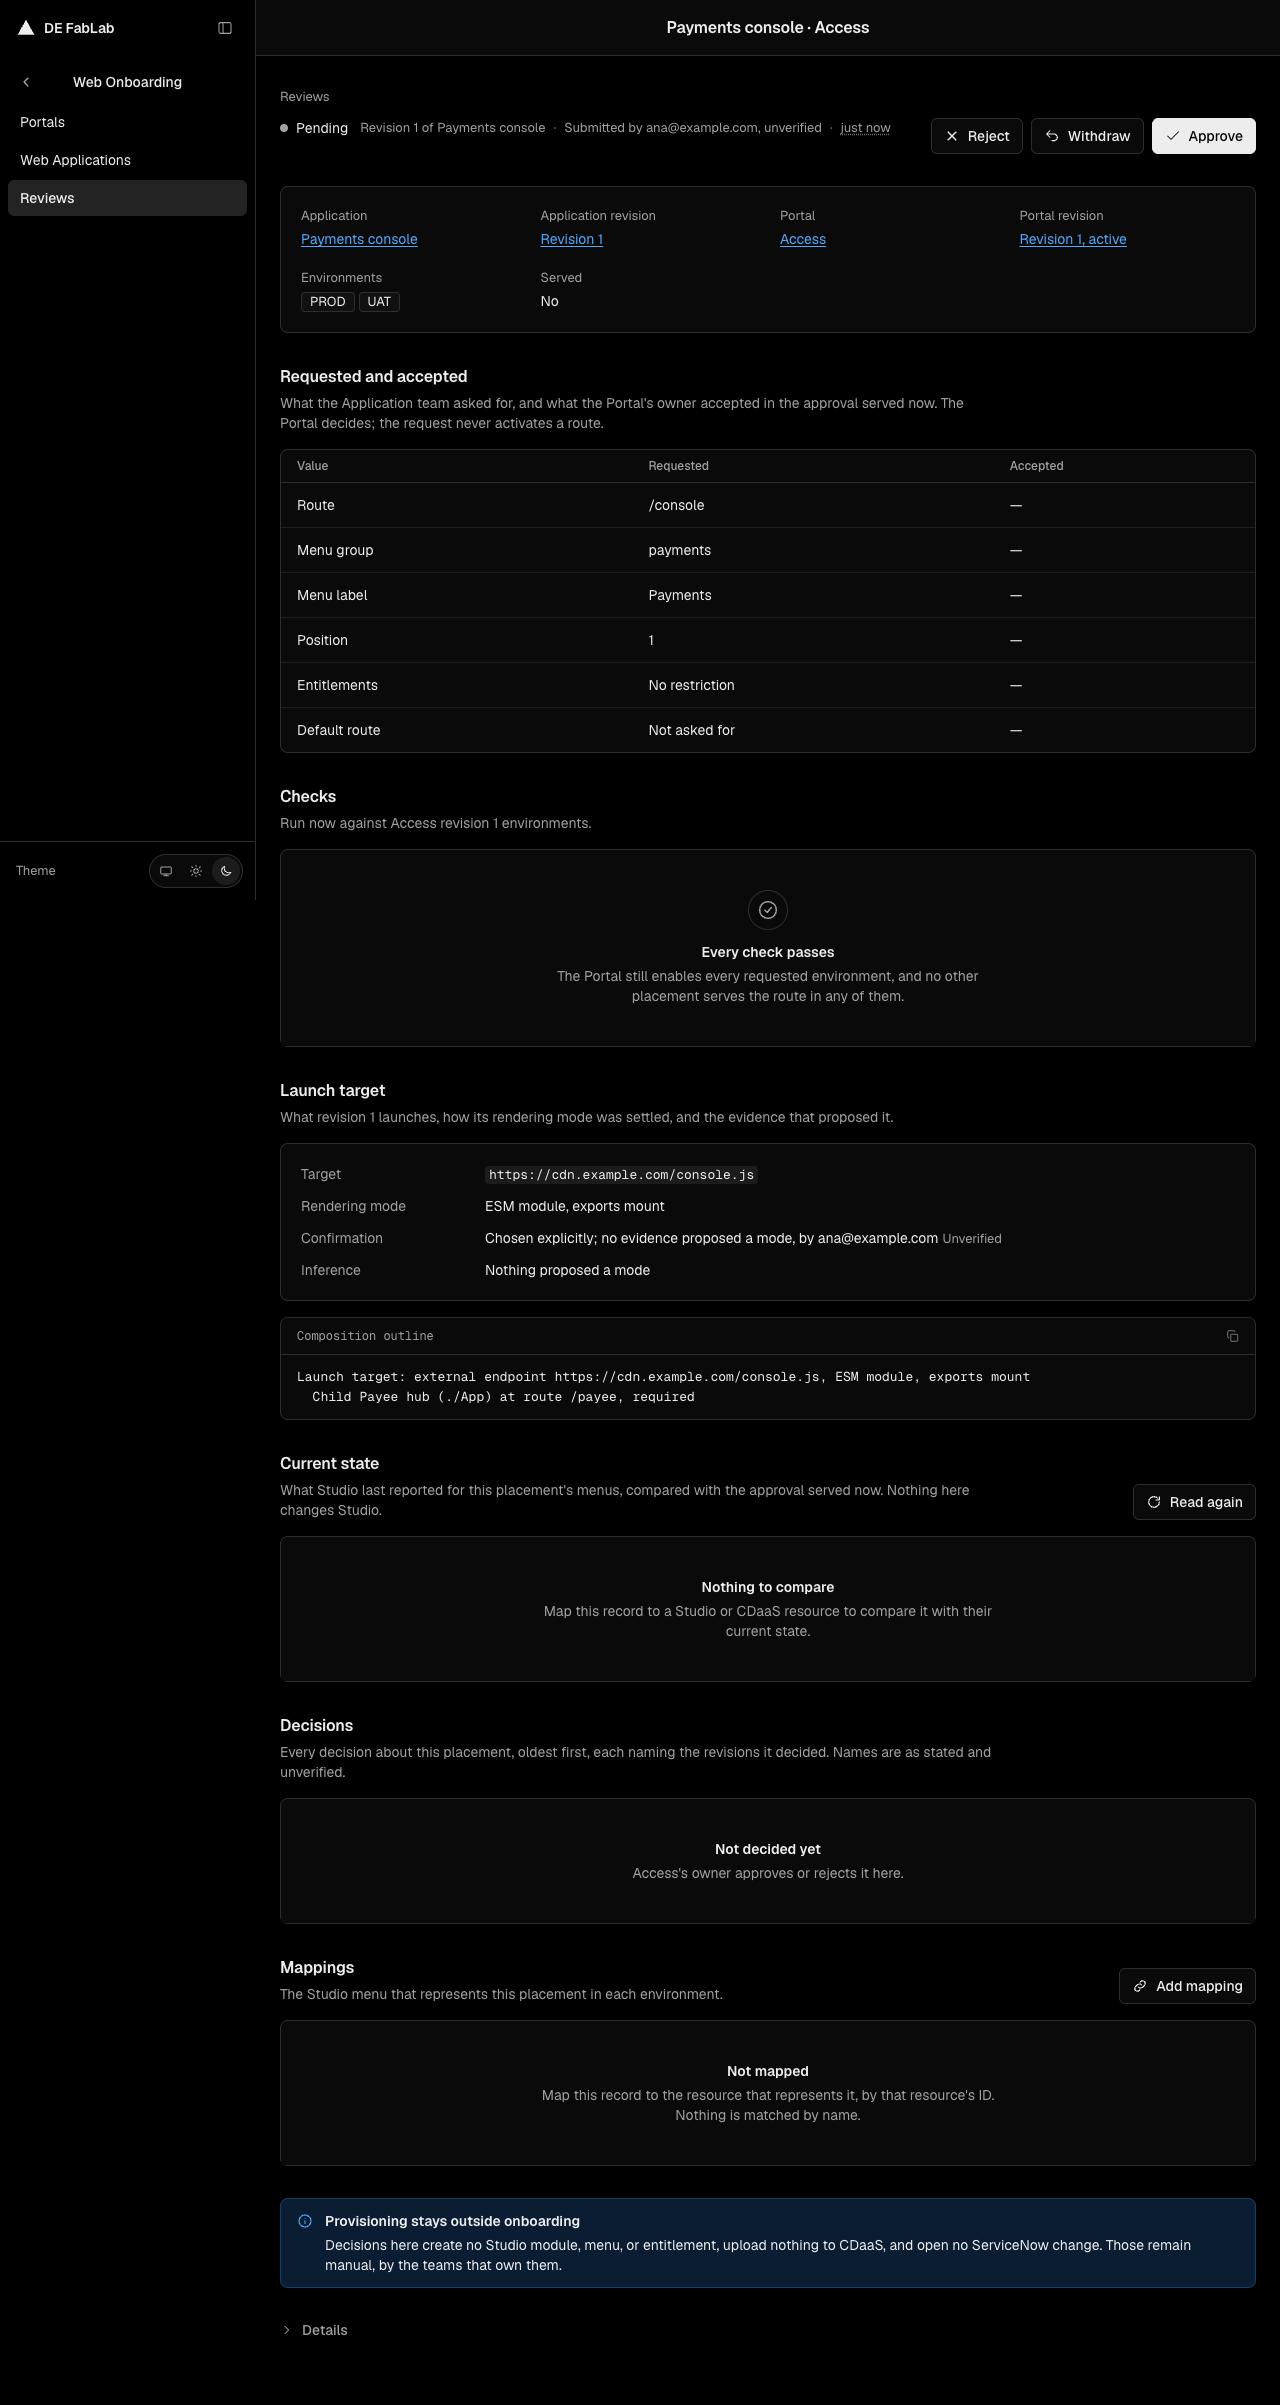 DE FabLab
Web Onboarding
Portals
Web Applications
Reviews
Theme
Payments console · Access
Reviews
Pending Revision 1 of Payments console · Submitted by ana@example.com, unverified · just now
Reject Withdraw Approve
Application Application revision Portal Portal revision
Payments console Revision 1 Access Revision 1, active
Environments Served
PROD UAT No
Requested and accepted
What the Application team asked for, and what the Portal's owner accepted in the approval served now. The
Portal decides; the request never activates a route.
Value Requested Accepted
Route /console —
Menu group payments —
Menu label Payments —
Position 1 —
Entitlements No restriction —
Default route Not asked for —
Checks
Run now against Access revision 1 environments.
Every check passes
The Portal still enables every requested environment, and no other
placement serves the route in any of them.
Launch target
What revision 1 launches, how its rendering mode was settled, and the evidence that proposed it.
Target https://cdn.example.com/console.js
Rendering mode ESM module, exports mount
Confirmation Chosen explicitly; no evidence proposed a mode, by ana@example.com Unverified
Inference Nothing proposed a mode
Composition outline
Launch target: external endpoint https://cdn.example.com/console.js, ESM module, exports mount
Child Payee hub (./App) at route /payee, required
Current state
What Studio last reported for this placement's menus, compared with the approval served now. Nothing here
changes Studio.
Read again
Nothing to compare
Map this record to a Studio or CDaaS resource to compare it with their
current state.
Decisions
Every decision about this placement, oldest first, each naming the revisions it decided. Names are as stated and
unverified.
Not decided yet
Access's owner approves or rejects it here.
Mappings
The Studio menu that represents this placement in each environment.
Add mapping
Not mapped
Map this record to the resource that represents it, by that resource's ID.
Nothing is matched by name.
Provisioning stays outside onboarding
Decisions here create no Studio module, menu, or entitlement, upload nothing to CDaaS, and open no ServiceNow change. Those remain
manual, by the teams that own them.
Details